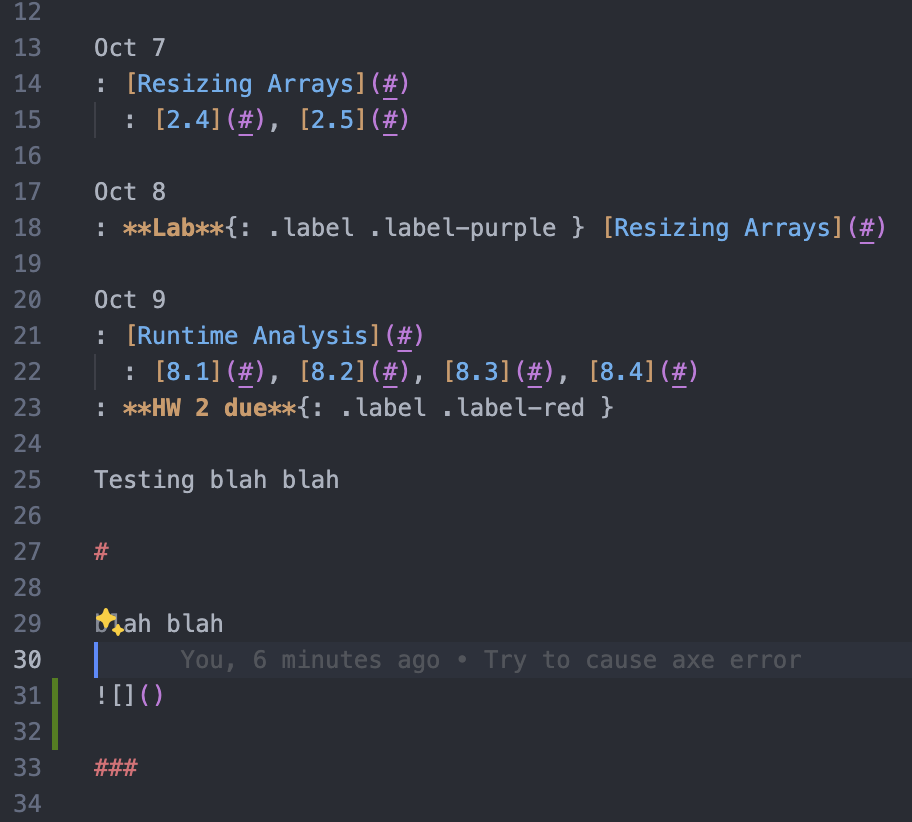 12
13 Oct 7
14 : [Resizing Arrays](#)
15 : [2.4](#), [2.5](#)
16
17 Oct 8
18 : **Lab**{: .label .label-purple } [Resizing Arrays](#)
19
20 Oct 9
21 : [Runtime Analysis](#)
22 : [8.1](#), [8.2](#), [8.3](#), [8.4](#)
23 : **HW 2 due**{: .label .label-red }
24
25 Testing blah blah
26
27 #
28
29 blah blah
30 You, 6 minutes ago • Try to cause axe error
31 ![]()
32
33 ###
34